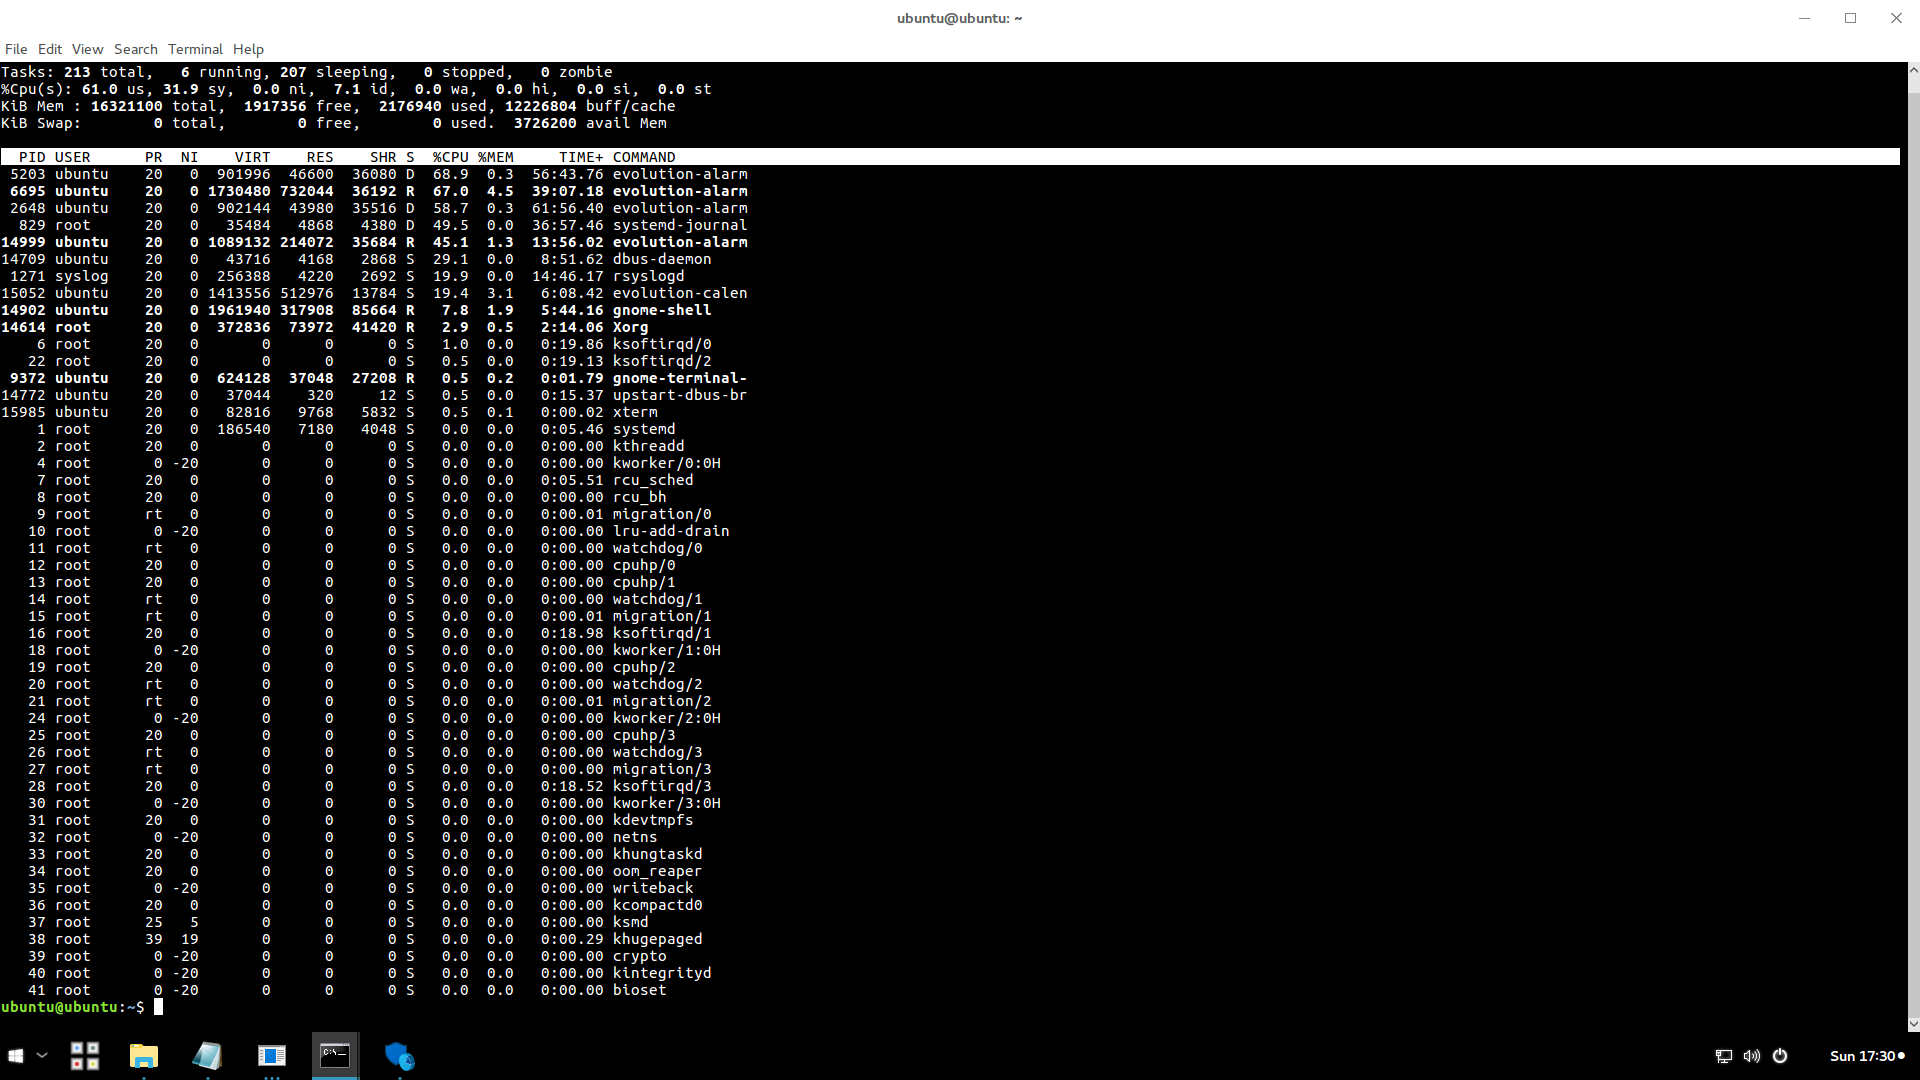 ubuntu@ubuntu: ~
File Edit View Search Terminal Help
Tasks: 213 total,   6 running, 207 sleeping,   0 stopped,   0 zombie
%Cpu(s): 61.0 us, 31.9 sy,  0.0 ni,  7.1 id,  0.0 wa,  0.0 hi,  0.0 si,  0.0 st
KiB Mem : 16321100 total,  1917356 free,  2176940 used, 12226804 buff/cache
KiB Swap:        0 total,        0 free,        0 used.  3726200 avail Mem
PID USER PR NI VIRT RES SHR S %CPU %MEM TIME+ COMMAND
5203 ubuntu 20 0 901996 46600 36080 D 68.9 0.3 56:43.76 evolution-alarm
6695 ubuntu 20 0 1730480 732044 36192 R 67.0 4.5 39:07.18 evolution-alarm
2648 ubuntu 20 0 902144 43980 35516 D 58.7 0.3 61:56.40 evolution-alarm
829 root 20 0 35484 4868 4380 D 49.5 0.0 36:57.46 systemd-journal
14999 ubuntu 20 0 1089132 214072 35684 R 45.1 1.3 13:56.02 evolution-alarm
14709 ubuntu 20 0 43716 4168 2868 S 29.1 0.0 8:51.62 dbus-daemon
1271 syslog 20 0 256388 4220 2692 S 19.9 0.0 14:46.17 rsyslogd
15052 ubuntu 20 0 1413556 512976 13784 S 19.4 3.1 6:08.42 evolution-calen
14902 ubuntu 20 0 1961940 317908 85664 R 7.8 1.9 5:44.16 gnome-shell
14614 root 20 0 372836 73972 41420 R 2.9 0.5 2:14.06 Xorg
6 root 20 0 0 0 0 S 1.0 0.0 0:19.86 ksoftirqd/0
22 root 20 0 0 0 0 S 0.5 0.0 0:19.13 ksoftirqd/2
9372 ubuntu 20 0 624128 37048 27208 R 0.5 0.2 0:01.79 gnome-terminal-
14772 ubuntu 20 0 37044 320 12 S 0.5 0.0 0:15.37 upstart-dbus-br
15985 ubuntu 20 0 82816 9768 5832 S 0.5 0.1 0:00.02 xterm
1 root 20 0 186540 7180 4048 S 0.0 0.0 0:05.46 systemd
2 root 20 0 0 0 0 S 0.0 0.0 0:00.00 kthreadd
4 root 0 -20 0 0 0 S 0.0 0.0 0:00.00 kworker/0:0H
7 root 20 0 0 0 0 S 0.0 0.0 0:05.51 rcu_sched
8 root 20 0 0 0 0 S 0.0 0.0 0:00.00 rcu_bh
9 root rt 0 0 0 0 S 0.0 0.0 0:00.01 migration/0
10 root 0 -20 0 0 0 S 0.0 0.0 0:00.00 lru-add-drain
11 root rt 0 0 0 0 S 0.0 0.0 0:00.00 watchdog/0
12 root 20 0 0 0 0 S 0.0 0.0 0:00.00 cpuhp/0
13 root 20 0 0 0 0 S 0.0 0.0 0:00.00 cpuhp/1
14 root rt 0 0 0 0 S 0.0 0.0 0:00.00 watchdog/1
15 root rt 0 0 0 0 S 0.0 0.0 0:00.01 migration/1
16 root 20 0 0 0 0 S 0.0 0.0 0:18.98 ksoftirqd/1
18 root 0 -20 0 0 0 S 0.0 0.0 0:00.00 kworker/1:0H
19 root 20 0 0 0 0 S 0.0 0.0 0:00.00 cpuhp/2
20 root rt 0 0 0 0 S 0.0 0.0 0:00.00 watchdog/2
21 root rt 0 0 0 0 S 0.0 0.0 0:00.01 migration/2
24 root 0 -20 0 0 0 S 0.0 0.0 0:00.00 kworker/2:0H
25 root 20 0 0 0 0 S 0.0 0.0 0:00.00 cpuhp/3
26 root rt 0 0 0 0 S 0.0 0.0 0:00.00 watchdog/3
27 root rt 0 0 0 0 S 0.0 0.0 0:00.00 migration/3
28 root 20 0 0 0 0 S 0.0 0.0 0:18.52 ksoftirqd/3
30 root 0 -20 0 0 0 S 0.0 0.0 0:00.00 kworker/3:0H
31 root 20 0 0 0 0 S 0.0 0.0 0:00.00 kdevtmpfs
32 root 0 -20 0 0 0 S 0.0 0.0 0:00.00 netns
33 root 20 0 0 0 0 S 0.0 0.0 0:00.00 khungtaskd
34 root 20 0 0 0 0 S 0.0 0.0 0:00.00 oom_reaper
35 root 0 -20 0 0 0 S 0.0 0.0 0:00.00 writeback
36 root 20 0 0 0 0 S 0.0 0.0 0:00.00 kcompactd0
37 root 25 5 0 0 0 S 0.0 0.0 0:00.00 ksmd
38 root 39 19 0 0 0 S 0.0 0.0 0:00.29 khugepaged
39 root 0 -20 0 0 0 S 0.0 0.0 0:00.00 crypto
40 root 0 -20 0 0 0 S 0.0 0.0 0:00.00 kintegrityd
41 root 0 -20 0 0 0 S 0.0 0.0 0:00.00 bioset
ubuntu@ubuntu:~$
Sun 17:30